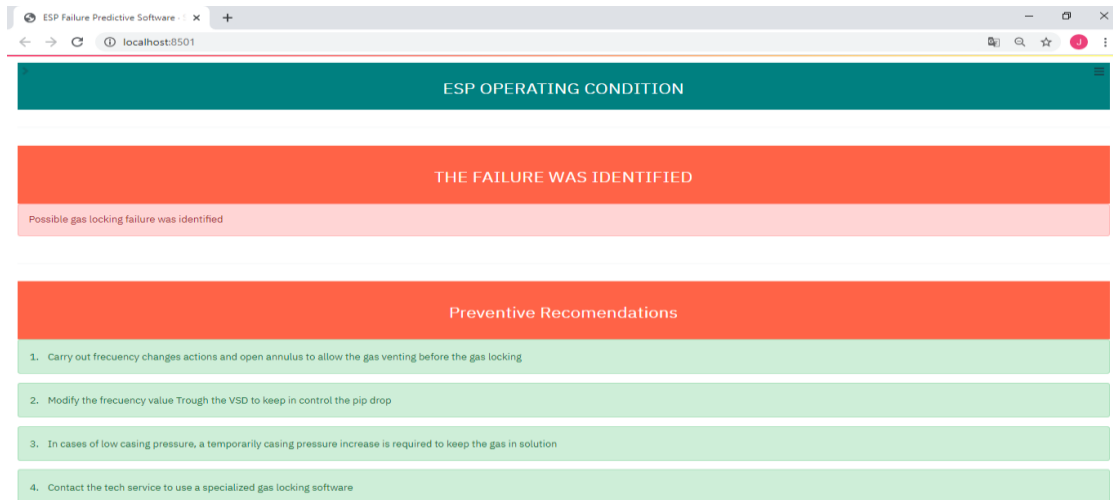 ESP Failure Predictive Software - S
localhost:8501
J
ESP OPERATING CONDITION
THE FAILURE WAS IDENTIFIED
Possible gas locking failure was identified
Preventive Recomendations
1. Carry out frecuency changes actions and open annulus to allow the gas venting before the gas locking
2. Modify the frecuency value Trough the VSD to keep in control the pip drop
3. In cases of low casing pressure, a temporarily casing pressure increase is required to keep the gas in solution
4. Contact the tech service to use a specialized gas locking software